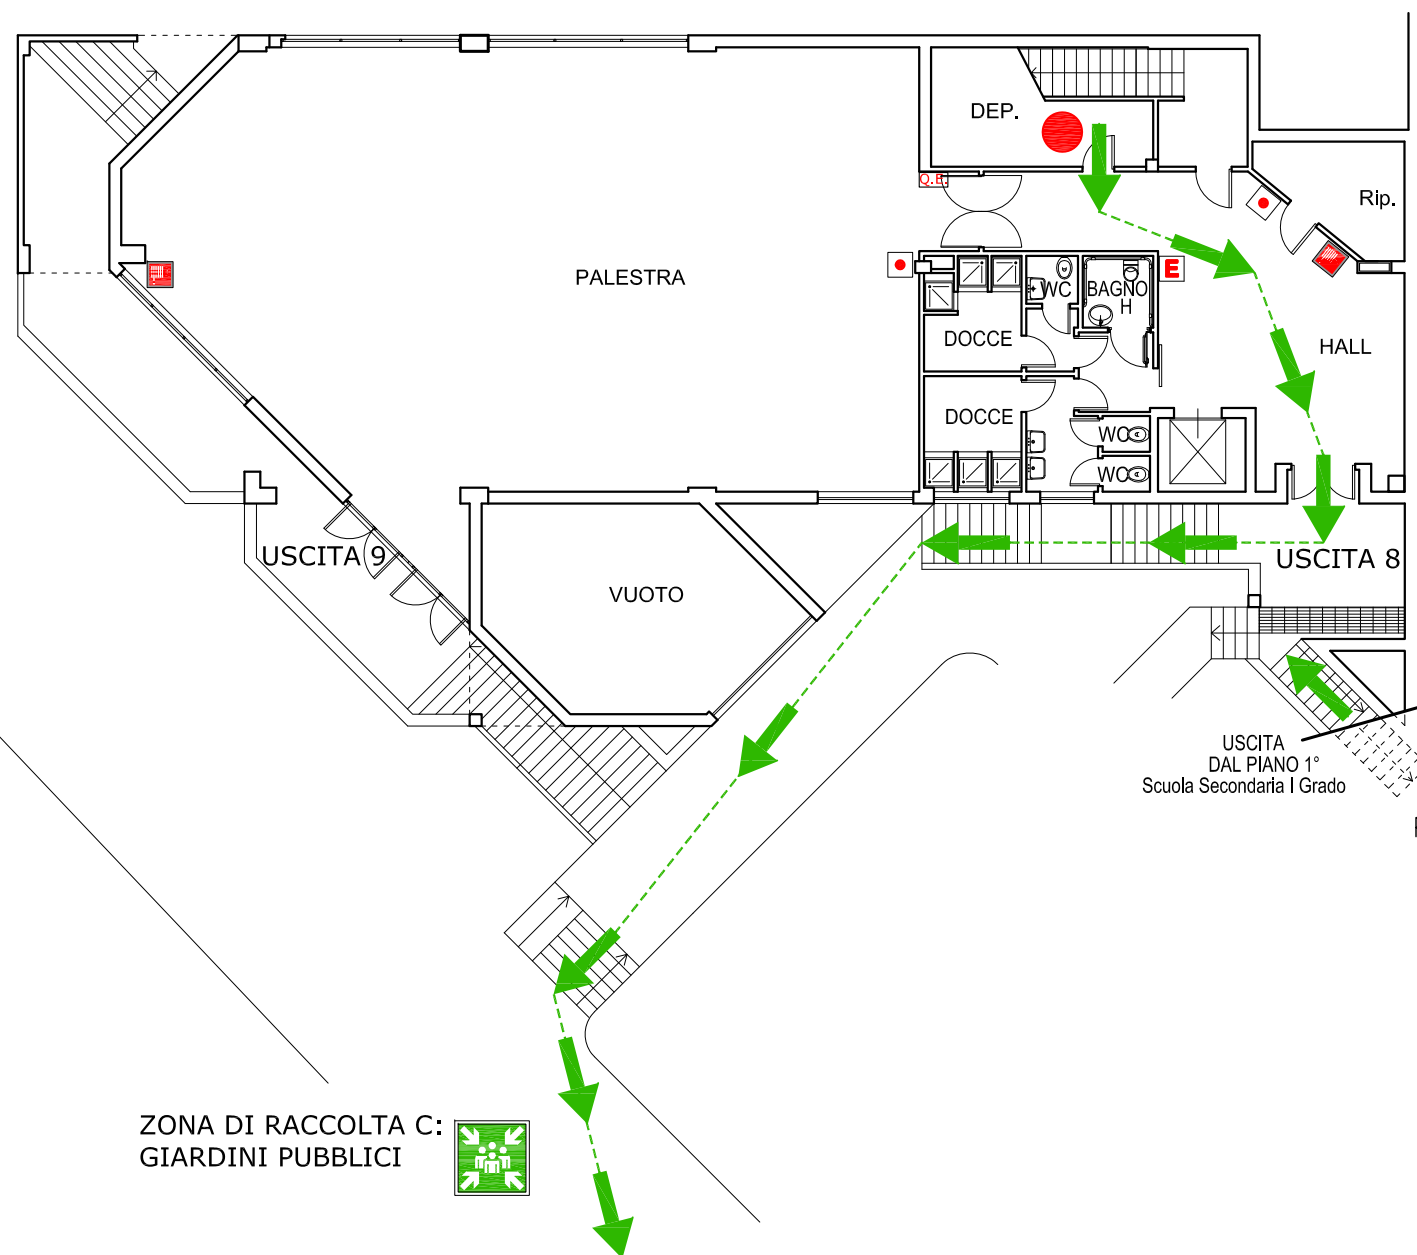 DEP.
Q.E.
Rip.
PALESTRA
WC
BAGNO
H
E
DOCCE
HALL
DOCCE
WC
WC
USCITA 9
USCITA 8
VUOTO
USCITA
DAL PIANO 1°
Scuola Secondaria I Grado
ZONA DI RACCOLTA C:
GIARDINI PUBBLICI